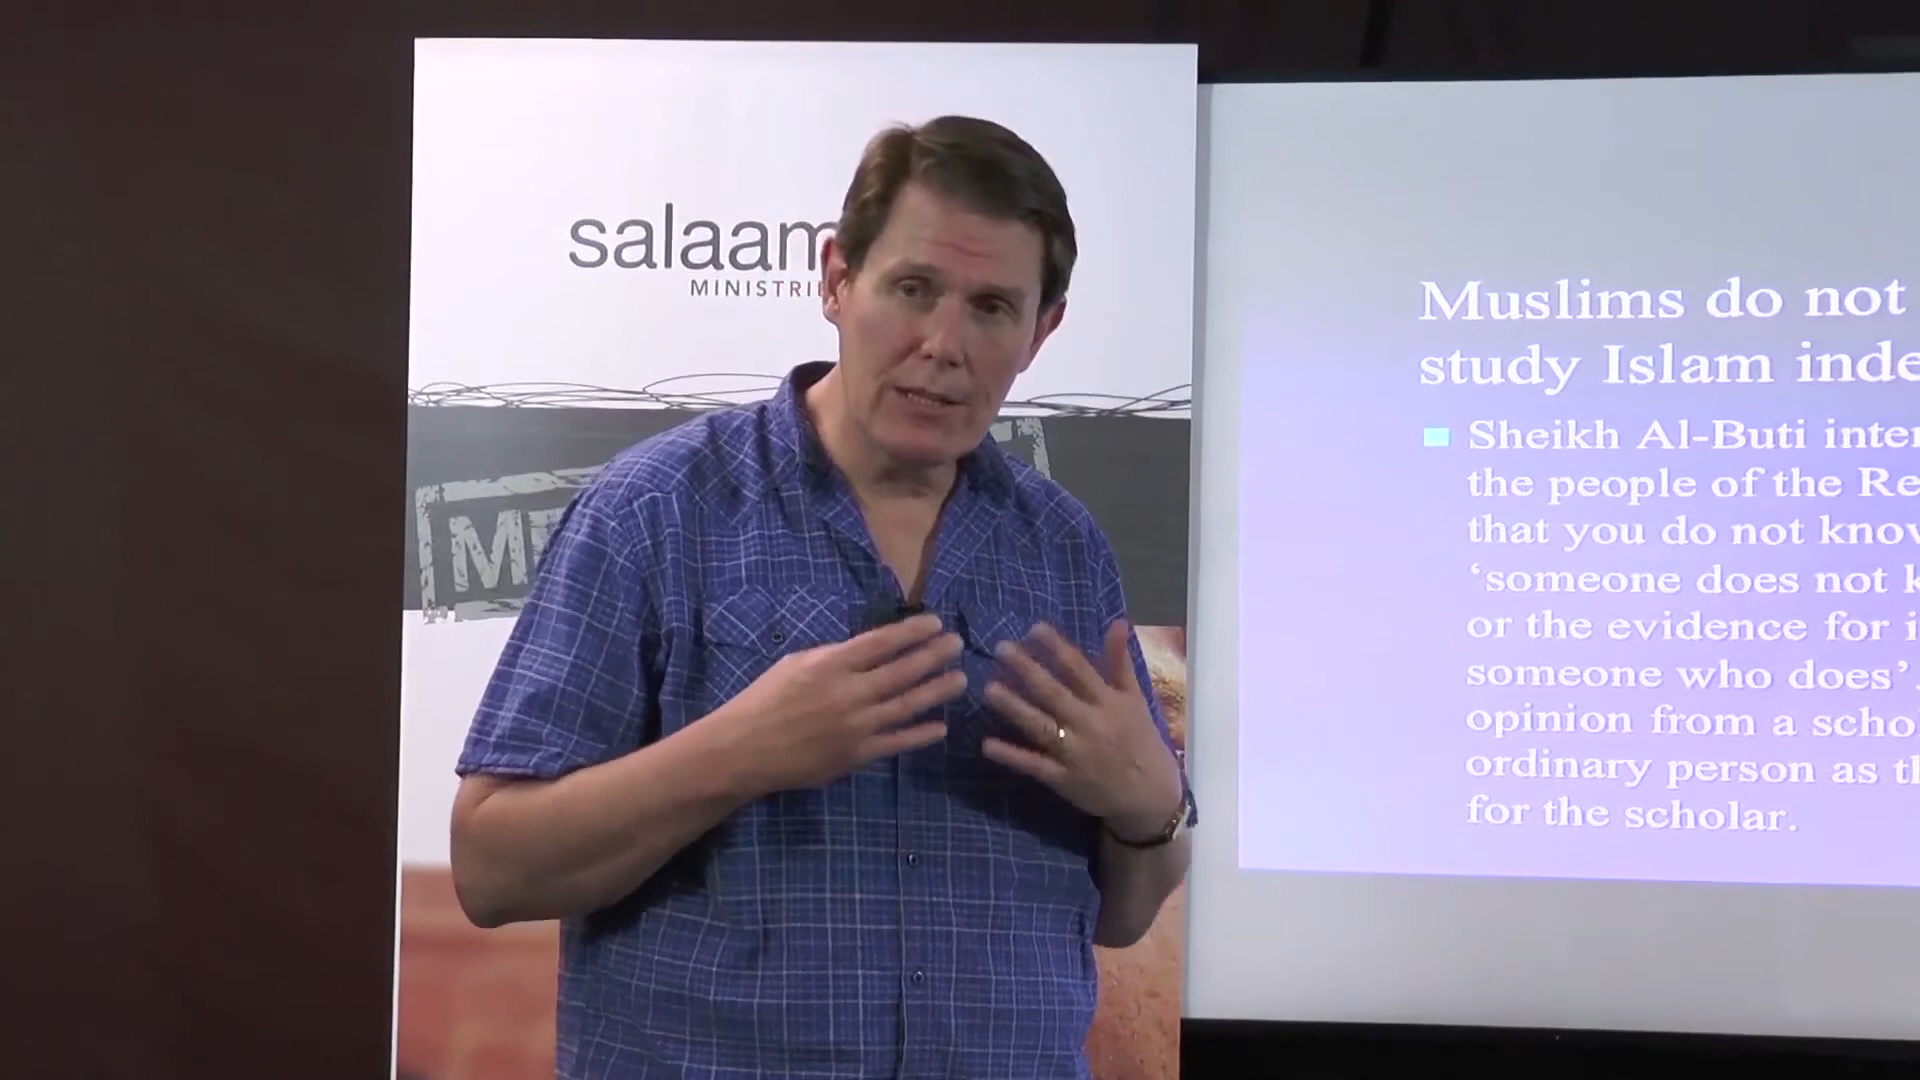 salaam
MINISTRI
M
Muslims do not
study Islam inde
Sheikh Al-Buti inter
the people of the Re
that you do not know
‘someone does not k
or the evidence for i
someone who does’.
opinion from a schol
ordinary person as th
for the scholar.